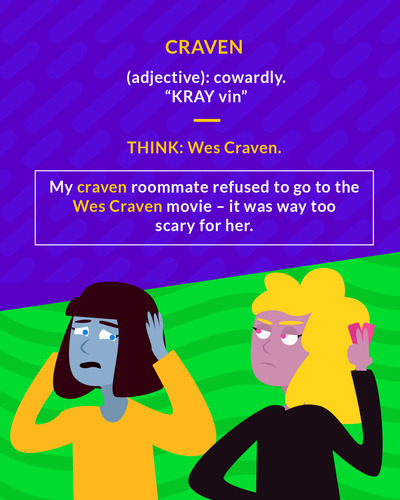 CRAVEN
(adjective): cowardly.
“KRAY vin”
THINK: Wes Craven.
My craven roommate refused to go to the
Wes Craven movie – it was way too
scary for her.